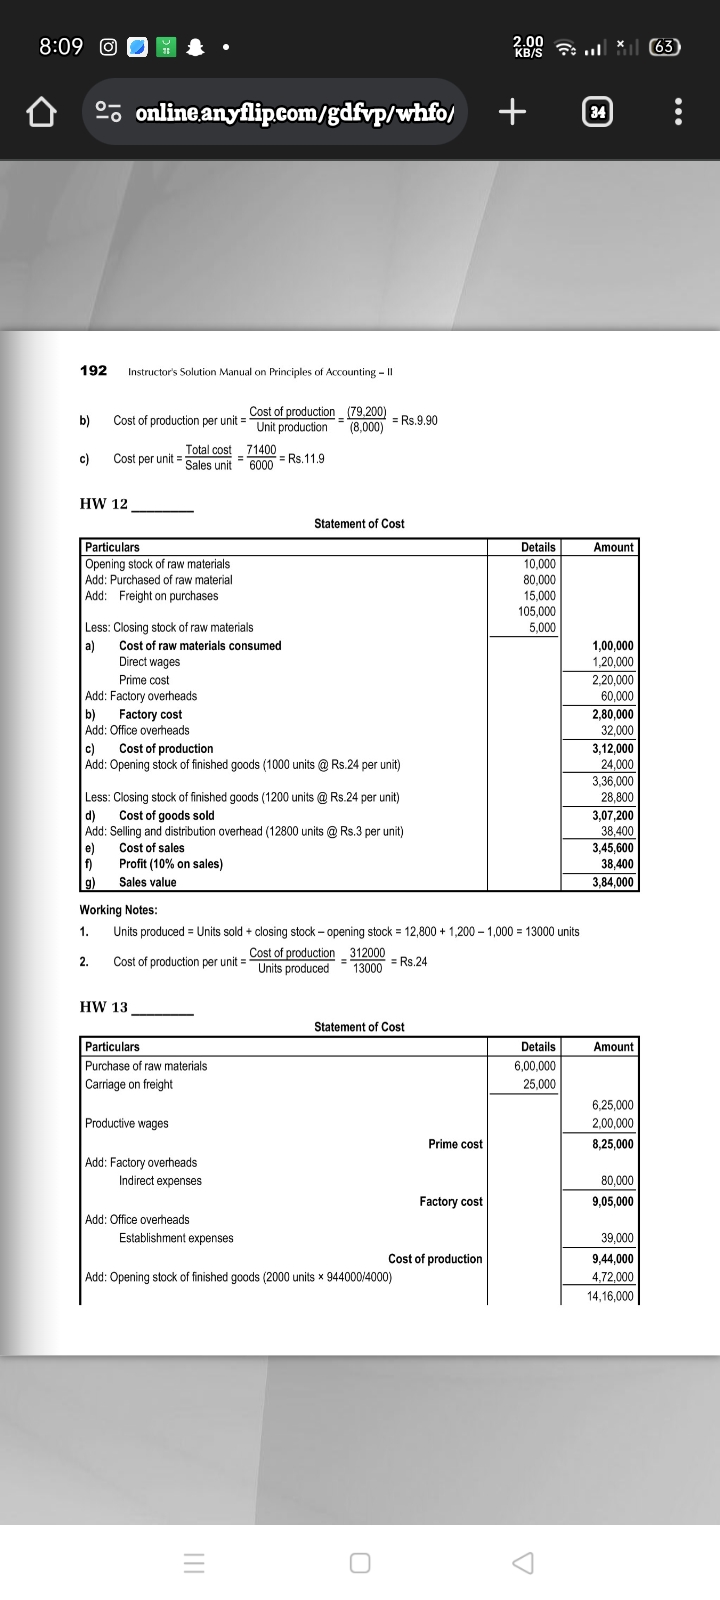 8:09
2.00
KB/S
63
online.anyflip.com/gdfvp/whfo/
34
192 Instructor's Solution Manual on Principles of Accounting – II
b) Cost of production per unit = Cost of production / Unit production = (79,200) / (8,000) = Rs.9.90
c) Cost per unit = Total cost / Sales unit = 71400 / 6000 = Rs.11.9
HW 12
Statement of Cost
Particulars Details Amount
Opening stock of raw materials 10,000
Add: Purchased of raw material 80,000
Add: Freight on purchases 15,000
105,000
Less: Closing stock of raw materials 5,000
a) Cost of raw materials consumed 1,00,000
Direct wages 1,20,000
Prime cost 2,20,000
Add: Factory overheads 60,000
b) Factory cost 2,80,000
Add: Office overheads 32,000
c) Cost of production 3,12,000
Add: Opening stock of finished goods (1000 units @ Rs.24 per unit) 24,000
3,36,000
Less: Closing stock of finished goods (1200 units @ Rs.24 per unit) 28,800
d) Cost of goods sold 3,07,200
Add: Selling and distribution overhead (12800 units @ Rs.3 per unit) 38,400
e) Cost of sales 3,45,600
f) Profit (10% on sales) 38,400
g) Sales value 3,84,000
Working Notes:
1. Units produced = Units sold + closing stock – opening stock = 12,800 + 1,200 – 1,000 = 13000 units
2. Cost of production per unit = Cost of production / Units produced = 312000 / 13000 = Rs.24
HW 13
Statement of Cost
Particulars Details Amount
Purchase of raw materials 6,00,000
Carriage on freight 25,000
6,25,000
Productive wages 2,00,000
Prime cost 8,25,000
Add: Factory overheads
Indirect expenses 80,000
Factory cost 9,05,000
Add: Office overheads
Establishment expenses 39,000
Cost of production 9,44,000
Add: Opening stock of finished goods (2000 units × 944000/4000) 4,72,000
14,16,000